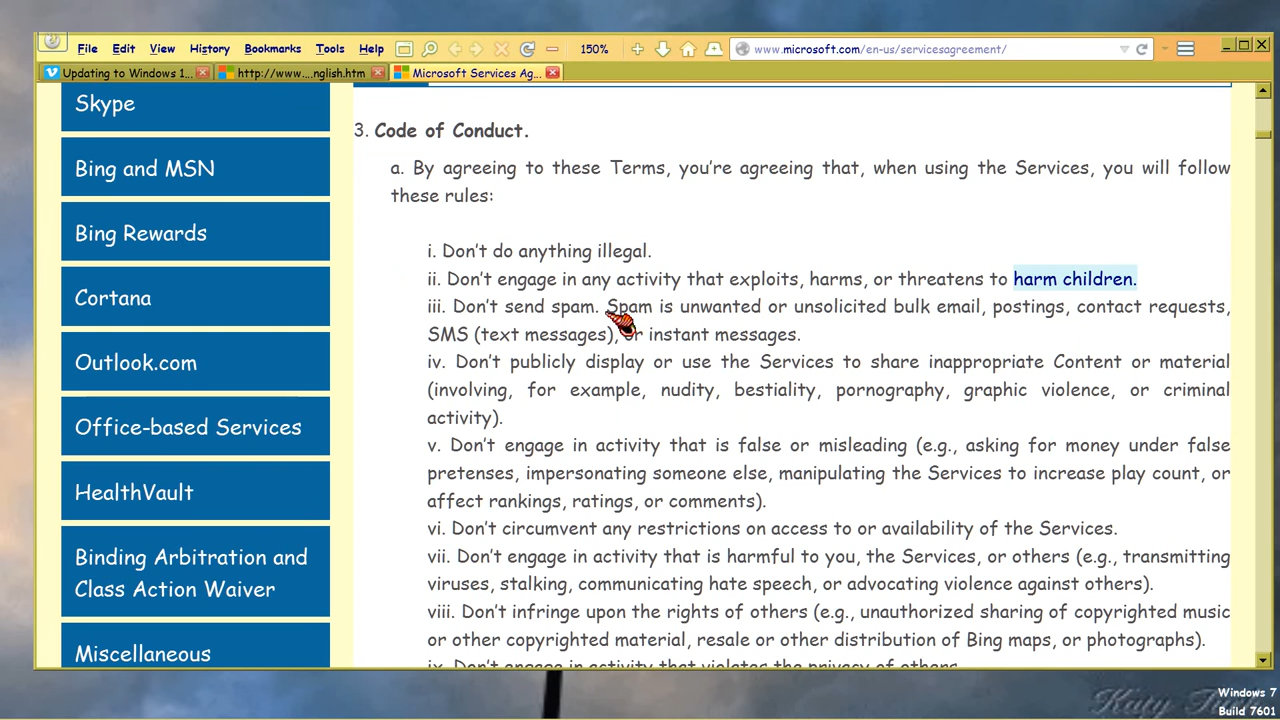 File Edit View History Bookmarks Tools Help 150% www.microsoft.com/en-us/servicesagreement/
Updating to Windows 1... http://www....nglish.htm Microsoft Services Ag...
Skype
Bing and MSN
Bing Rewards
Cortana
Outlook.com
Office-based Services
HealthVault
Binding Arbitration and
Class Action Waiver
Miscellaneous
3. Code of Conduct.
a. By agreeing to these Terms, you're agreeing that, when using the Services, you will follow
these rules:
i. Don't do anything illegal.
ii. Don't engage in any activity that exploits, harms, or threatens to harm children.
iii. Don't send spam. Spam is unwanted or unsolicited bulk email, postings, contact requests,
SMS (text messages), or instant messages.
iv. Don't publicly display or use the Services to share inappropriate Content or material
(involving, for example, nudity, bestiality, pornography, graphic violence, or criminal
activity).
v. Don't engage in activity that is false or misleading (e.g., asking for money under false
pretenses, impersonating someone else, manipulating the Services to increase play count, or
affect rankings, ratings, or comments).
vi. Don't circumvent any restrictions on access to or availability of the Services.
vii. Don't engage in activity that is harmful to you, the Services, or others (e.g., transmitting
viruses, stalking, communicating hate speech, or advocating violence against others).
viii. Don't infringe upon the rights of others (e.g., unauthorized sharing of copyrighted music
or other copyrighted material, resale or other distribution of Bing maps, or photographs).
ix. Don't engage in activity that violates the privacy of others.
Katy
Windows 7
Build 7601